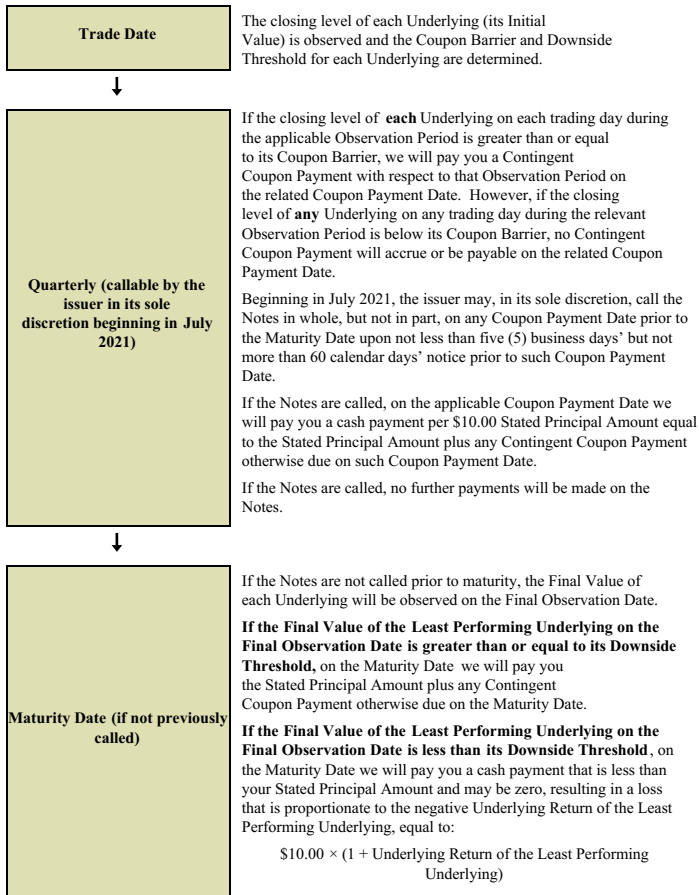 Trade Date
The closing level of each Underlying (its Initial
Value) is observed and the Coupon Barrier and Downside
Threshold for each Underlying are determined.
Quarterly (callable by the
issuer in its sole
discretion beginning in July
2021)
If the closing level of each Underlying on each trading day during
the applicable Observation Period is greater than or equal
to its Coupon Barrier, we will pay you a Contingent
Coupon Payment with respect to that Observation Period on
the related Coupon Payment Date. However, if the closing
level of any Underlying on any trading day during the relevant
Observation Period is below its Coupon Barrier, no Contingent
Coupon Payment will accrue or be payable on the related Coupon
Payment Date.
Beginning in July 2021, the issuer may, in its sole discretion, call the
Notes in whole, but not in part, on any Coupon Payment Date prior to
the Maturity Date upon not less than five (5) business days’ but not
more than 60 calendar days’ notice prior to such Coupon Payment
Date.
If the Notes are called, on the applicable Coupon Payment Date we
will pay you a cash payment per $10.00 Stated Principal Amount equal
to the Stated Principal Amount plus any Contingent Coupon Payment
otherwise due on such Coupon Payment Date.
If the Notes are called, no further payments will be made on the
Notes.
Maturity Date (if not previously
called)
If the Notes are not called prior to maturity, the Final Value of
each Underlying will be observed on the Final Observation Date.
If the Final Value of the Least Performing Underlying on the
Final Observation Date is greater than or equal to its Downside
Threshold, on the Maturity Date we will pay you
the Stated Principal Amount plus any Contingent
Coupon Payment otherwise due on the Maturity Date.
If the Final Value of the Least Performing Underlying on the
Final Observation Date is less than its Downside Threshold, on
the Maturity Date we will pay you a cash payment that is less than
your Stated Principal Amount and may be zero, resulting in a loss
that is proportionate to the negative Underlying Return of the Least
Performing Underlying, equal to:
$10.00 × (1 + Underlying Return of the Least Performing
Underlying)